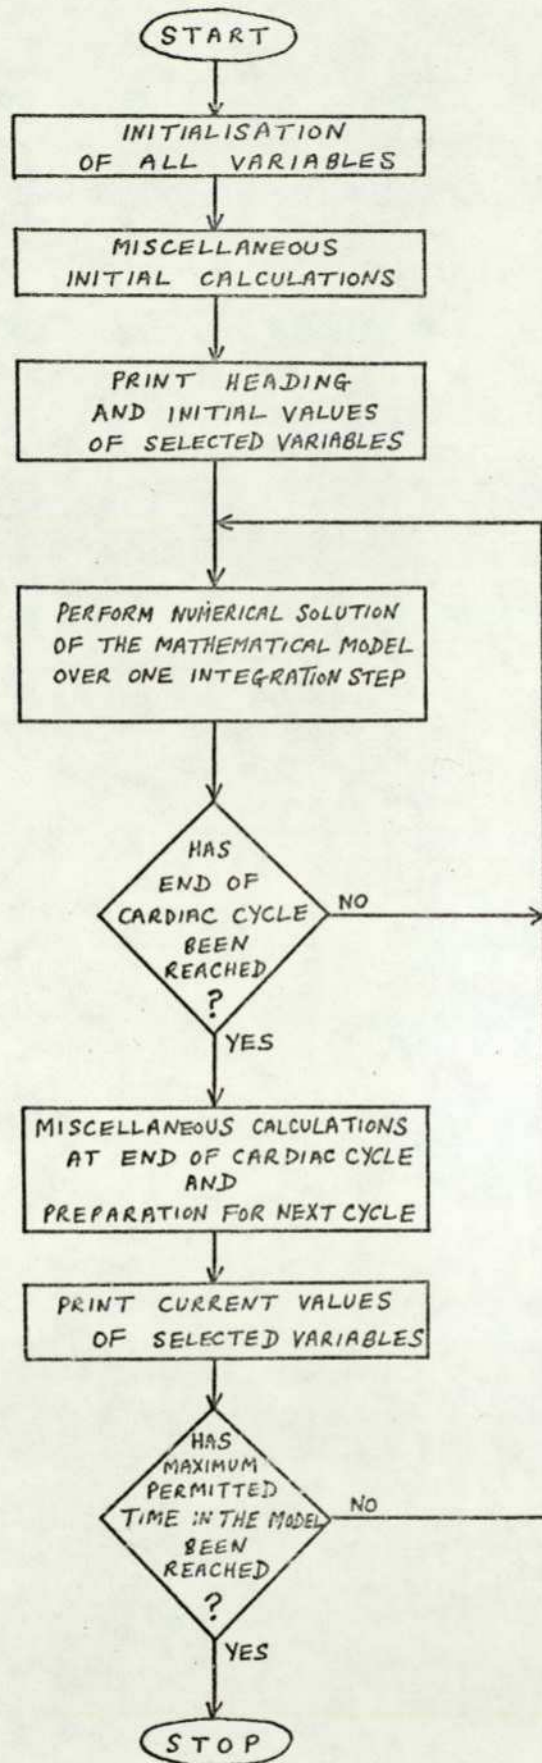 START
INITIALISATION
OF ALL VARIABLES
MISCELLANEOUS
INITIAL CALCULATIONS
PRINT HEADING
AND INITIAL VALUES
OF SELECTED VARIABLES
PERFORM NUMERICAL SOLUTION
OF THE MATHEMATICAL MODEL
OVER ONE INTEGRATION STEP
HAS
END OF
CARDIAC CYCLE
BEEN
REACHED
?
NO
YES
MISCELLANEOUS CALCULATIONS
AT END OF CARDIAC CYCLE
AND
PREPARATION FOR NEXT CYCLE
PRINT CURRENT VALUES
OF SELECTED VARIABLES
HAS
MAXIMUM
PERMITTED
TIME IN THE MODEL
BEEN
REACHED
?
NO
YES
STOP